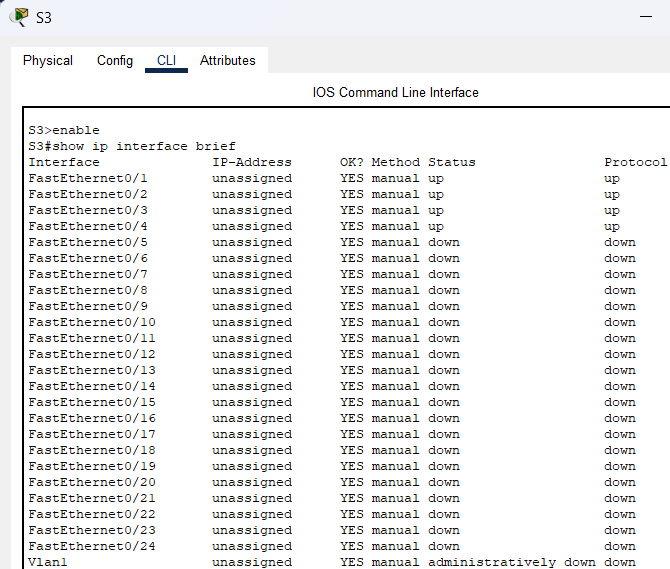 S3
Physical Config CLI Attributes
IOS Command Line Interface
S3>enable
S3#show ip interface brief
Interface IP-Address OK? Method Status Protocol
FastEthernet0/1 unassigned YES manual up up
FastEthernet0/2 unassigned YES manual up up
FastEthernet0/3 unassigned YES manual up up
FastEthernet0/4 unassigned YES manual up up
FastEthernet0/5 unassigned YES manual down down
FastEthernet0/6 unassigned YES manual down down
FastEthernet0/7 unassigned YES manual down down
FastEthernet0/8 unassigned YES manual down down
FastEthernet0/9 unassigned YES manual down down
FastEthernet0/10 unassigned YES manual down down
FastEthernet0/11 unassigned YES manual down down
FastEthernet0/12 unassigned YES manual down down
FastEthernet0/13 unassigned YES manual down down
FastEthernet0/14 unassigned YES manual down down
FastEthernet0/15 unassigned YES manual down down
FastEthernet0/16 unassigned YES manual down down
FastEthernet0/17 unassigned YES manual down down
FastEthernet0/18 unassigned YES manual down down
FastEthernet0/19 unassigned YES manual down down
FastEthernet0/20 unassigned YES manual down down
FastEthernet0/21 unassigned YES manual down down
FastEthernet0/22 unassigned YES manual down down
FastEthernet0/23 unassigned YES manual down down
FastEthernet0/24 unassigned YES manual down down
Vlan1 unassigned YES manual administratively down down